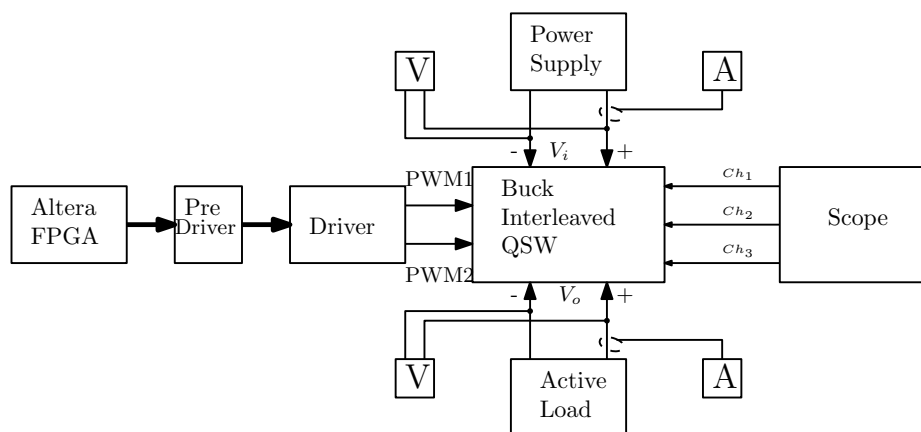 Power
Supply
V
A
- V_i +
PWM1
Ch_1
Altera
FPGA
Pre
Driver
Driver
Buck
Interleaved
QSW
Ch_2
Scope
Ch_3
PWM2
- V_o +
V
A
Active
Load